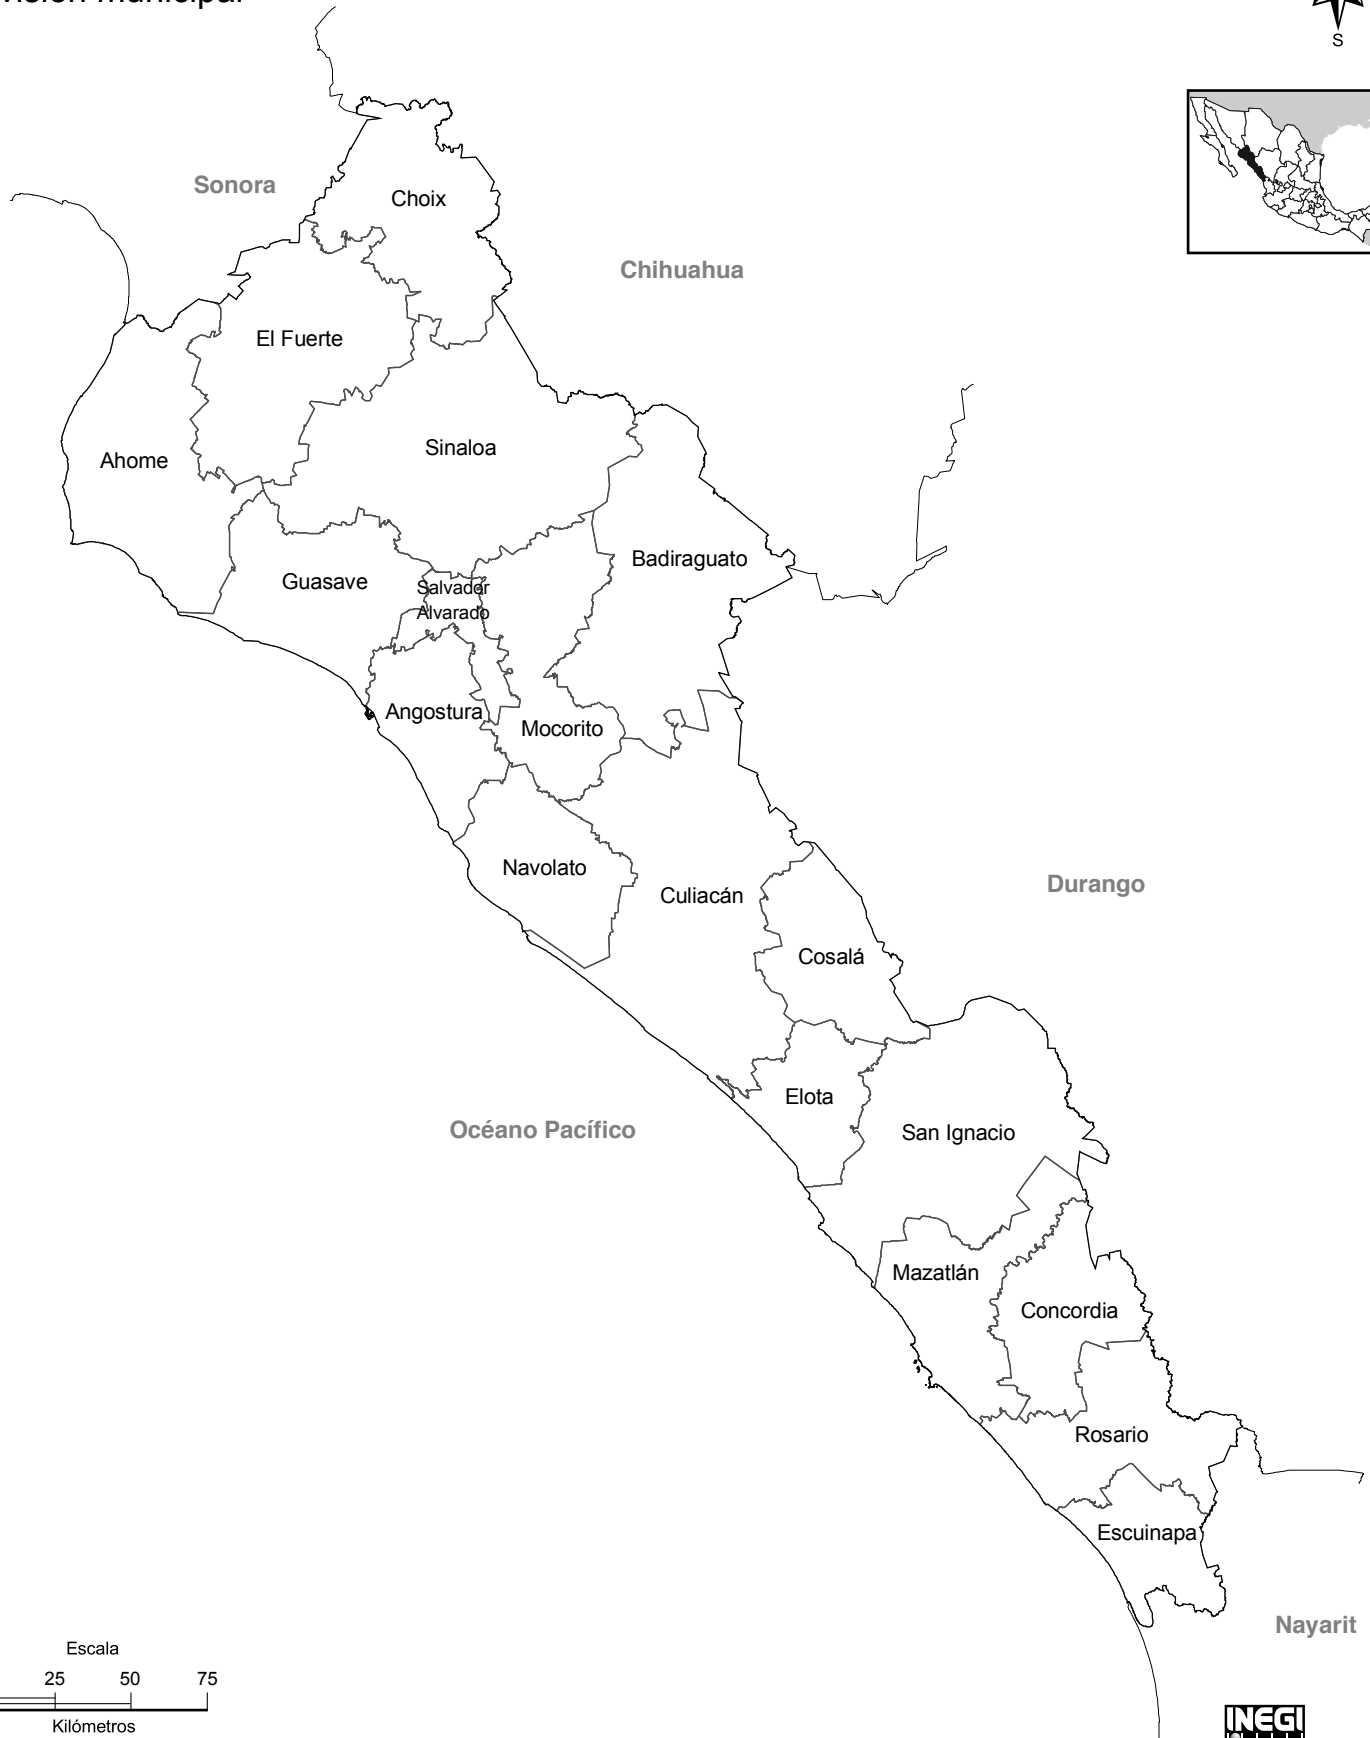 visión municipal
S
Sonora
Choix
Chihuahua
El Fuerte
Sinaloa
Ahome
Badiraguato
Guasave
Salvador
Alvarado
Angostura
Mocorito
Navolato
Culiacán
Durango
Cosalá
Elota
Océano Pacífico
San Ignacio
Mazatlán
Concordia
Rosario
Escuinapa
Nayarit
Escala
25 50 75
Kilómetros
INEGI